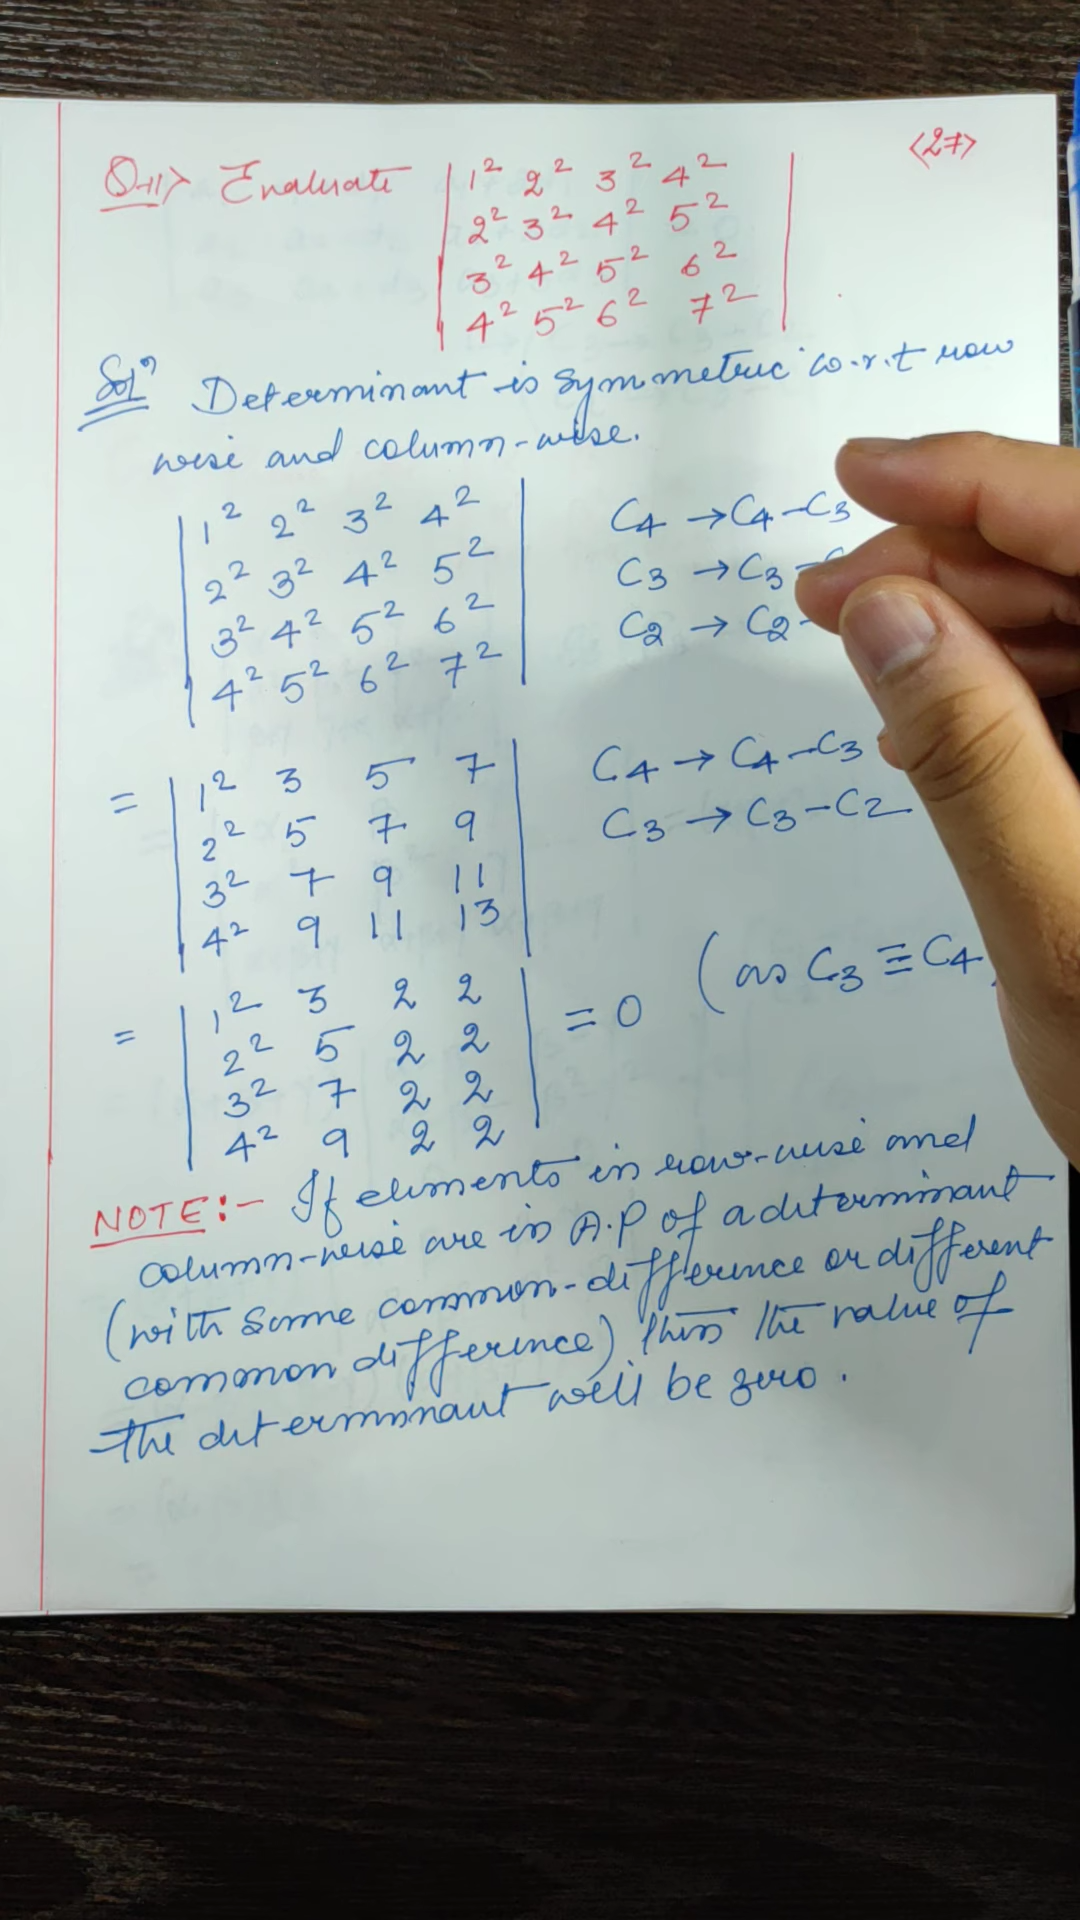 <27>
Q-11> Evaluate | 1² 2² 3² 4² |
2² 3² 4² 5²
3² 4² 5² 6²
4² 5² 6² 7²
Solⁿ Determinant is symmetric w.r.t row
wise and column-wise.
| 1² 2² 3² 4² | C4 → C4-C3
2² 3² 4² 5² C3 → C3-
3² 4² 5² 6² C2 → C2-
4² 5² 6² 7²
= | 1² 3 5 7 | C4 → C4-C3
2² 5 7 9 C3 → C3-C2
3² 7 9 11
4² 9 11 13
= | 1² 3 2 2 | = 0 (as C3 ≡ C4
2² 5 2 2
3² 7 2 2
4² 9 2 2
NOTE:- If elements in row-wise and
column-wise are in A.P of a determinant
(with same common-difference or different
common difference) then the value of
the determinant will be zero.